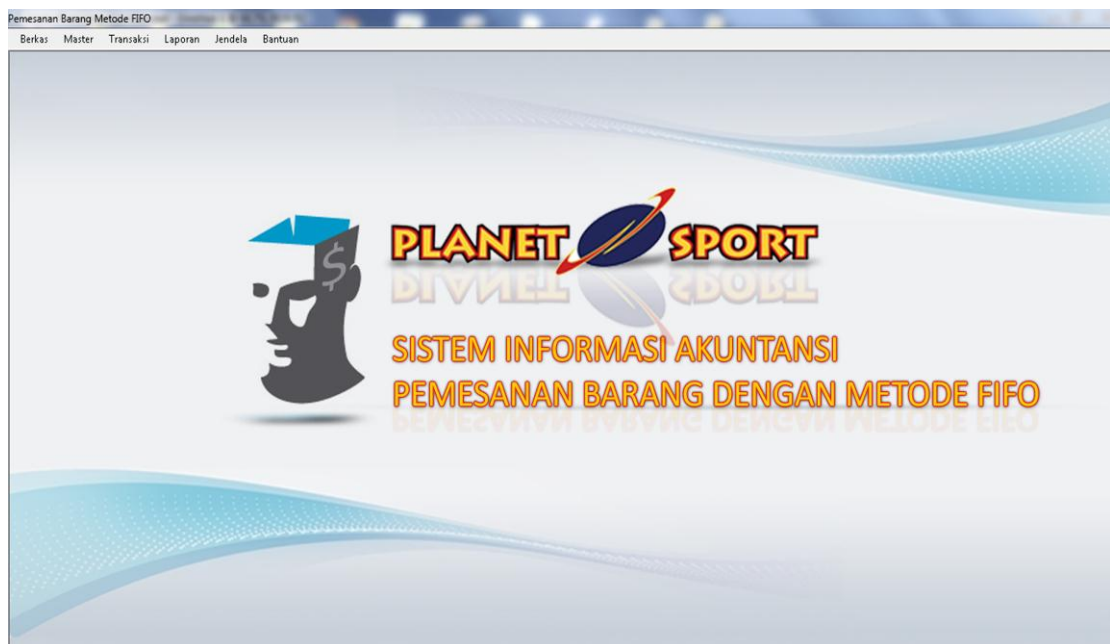 Pemesanan Barang Metode FIFO
Berkas Master Transaksi Laporan Jendela Bantuan
PLANET SPORT
$
SISTEM INFORMASI AKUNTANSI
PEMESANAN BARANG DENGAN METODE FIFO